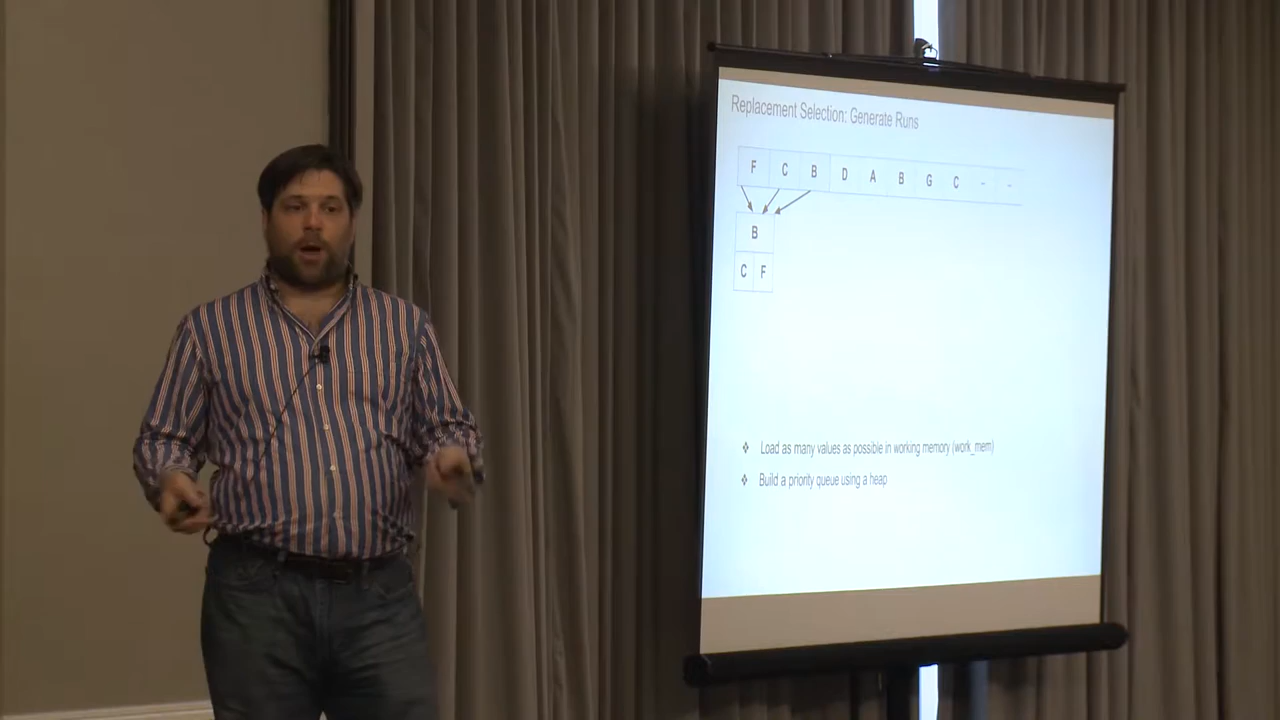 Replacement Selection: Generate Runs
F C B D A B G C - -
B
C F
❖ Load as many values as possible in working memory (work_mem)
❖ Build a priority queue using a heap